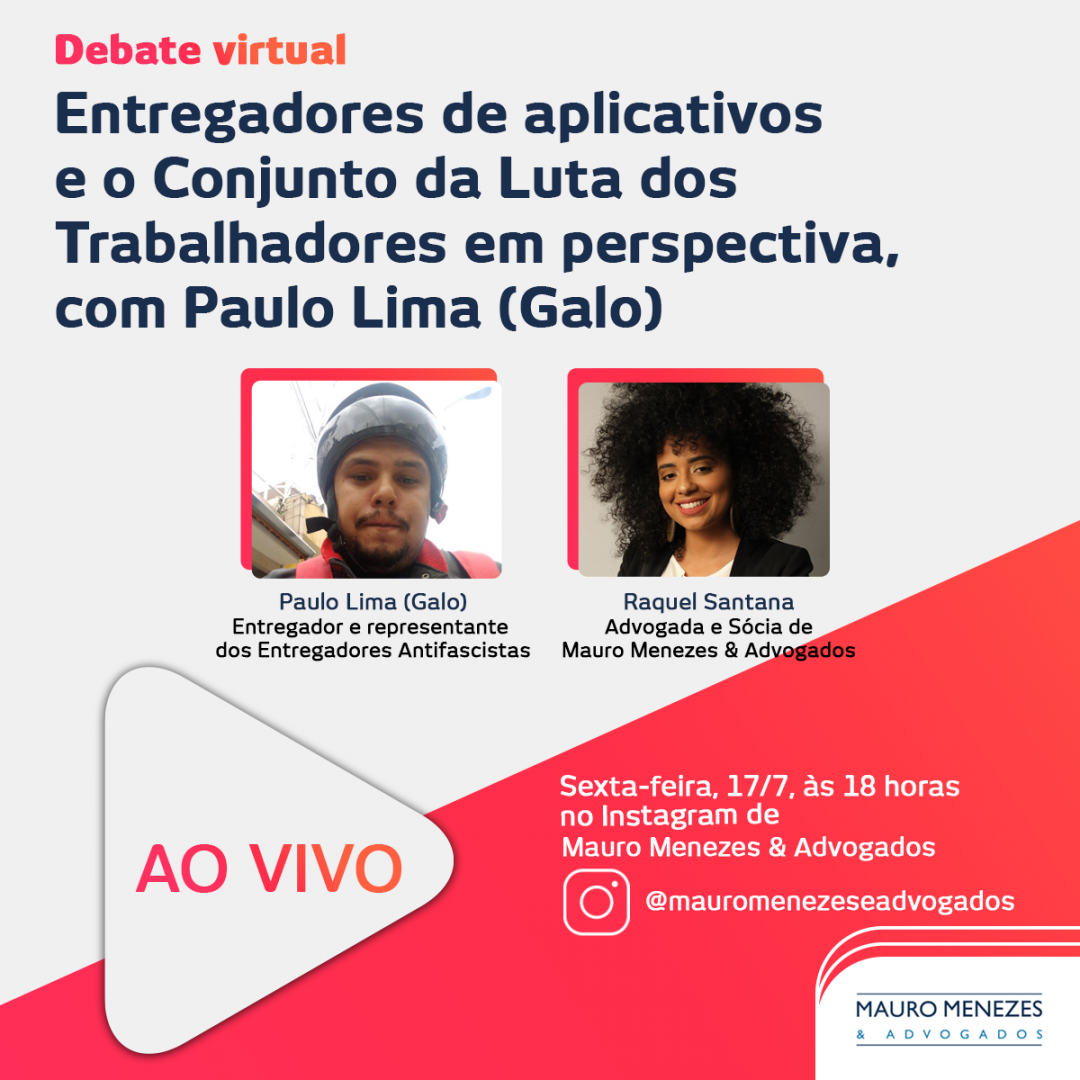 Debate virtual
Entregadores de aplicativos
e o Conjunto da Luta dos
Trabalhadores em perspectiva,
com Paulo Lima (Galo)
Paulo Lima (Galo)
Entregador e representante
dos Entregadores Antifascistas
Raquel Santana
Advogada e Sócia de
Mauro Menezes & Advogados
AO VIVO
Sexta-feira, 17/7, às 18 horas
no Instagram de
Mauro Menezes & Advogados
@mauromenezeseadvogados
MAURO MENEZES
& ADVOGADOS